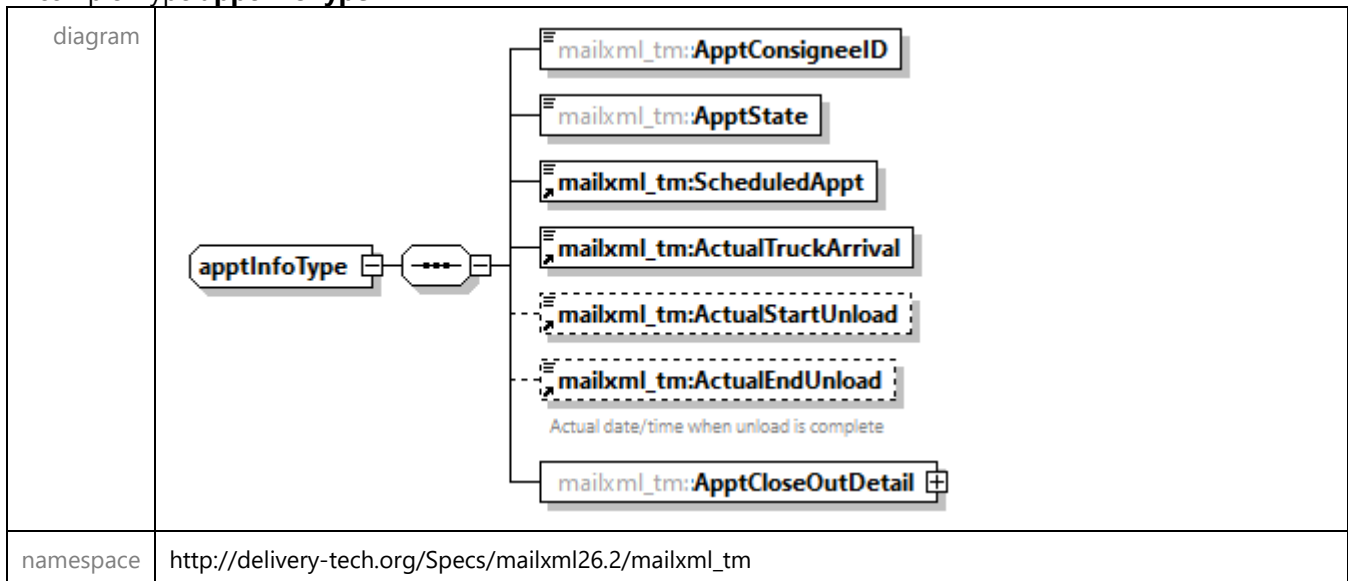 diagram
mailxml_tm::ApptConsigneeID
mailxml_tm::ApptState
mailxml_tm:ScheduledAppt
apptInfoType
mailxml_tm:ActualTruckArrival
mailxml_tm:ActualStartUnload
mailxml_tm:ActualEndUnload
Actual date/time when unload is complete
mailxml_tm::ApptCloseOutDetail
namespace http://delivery-tech.org/Specs/mailxml26.2/mailxml_tm